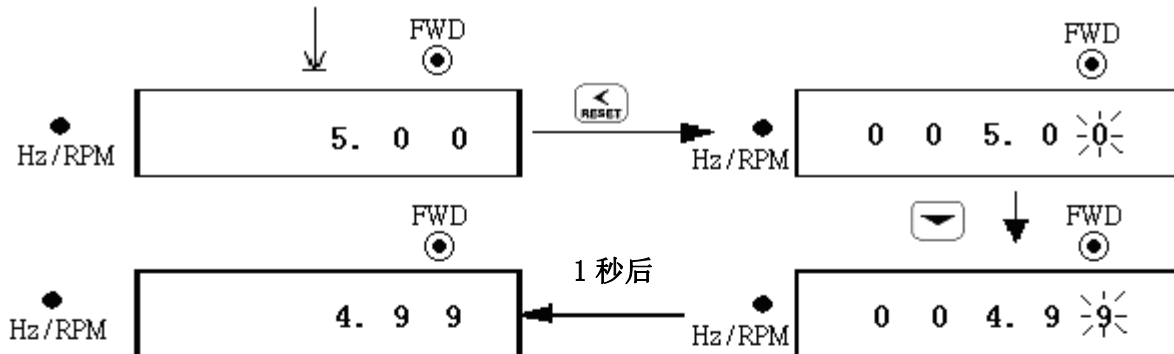 FWD
FWD
Hz/RPM
5. 0 0
<
RESET
Hz/RPM
0 0 5. 0 0
FWD
FWD
Hz/RPM
4. 9 9
1秒后
Hz/RPM
0 0 4. 9 9